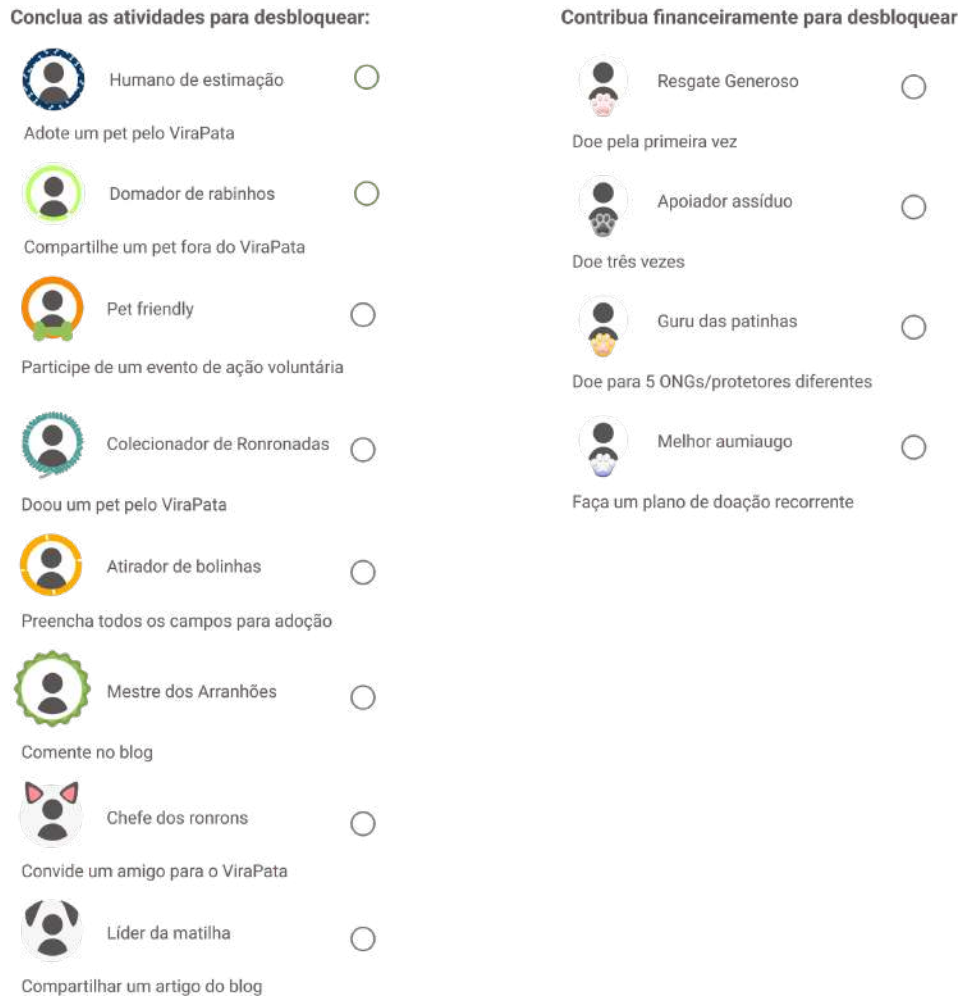 Conclua as atividades para desbloquear:
Humano de estimação
Adote um pet pelo ViraPata
Domador de rabinhos
Compartilhe um pet fora do ViraPata
Pet friendly
Participe de um evento de ação voluntária
Colecionador de Ronronadas
Doou um pet pelo ViraPata
Atirador de bolinhas
Preencha todos os campos para adoção
Mestre dos Arranhões
Comente no blog
Chefe dos ronrons
Convide um amigo para o ViraPata
Líder da matilha
Compartilhar um artigo do blog
Contribua financeiramente para desbloquear
Resgate Generoso
Doe pela primeira vez
Apoiador assíduo
Doe três vezes
Guru das patinhas
Doe para 5 ONGs/protetores diferentes
Melhor aumiaugo
Faça um plano de doação recorrente